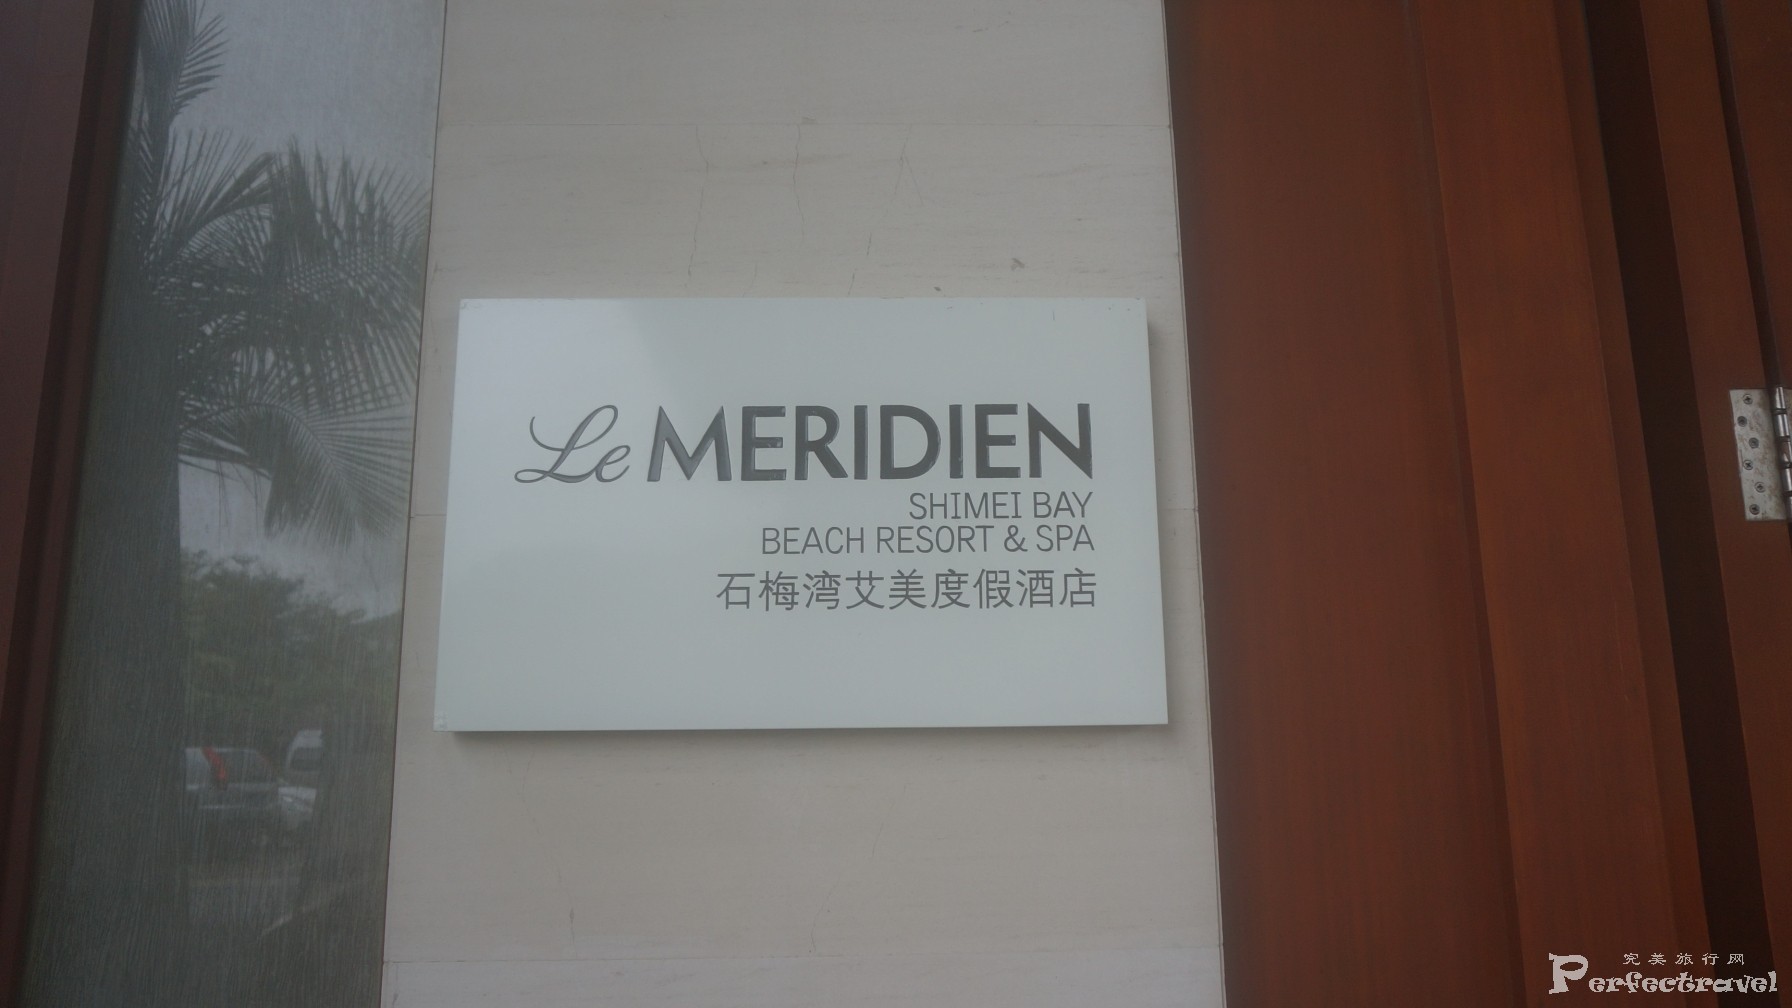 Le MERIDIEN
SHIMEI BAY
BEACH RESORT & SPA
石梅湾艾美度假酒店
完美旅行网
Perfectravel